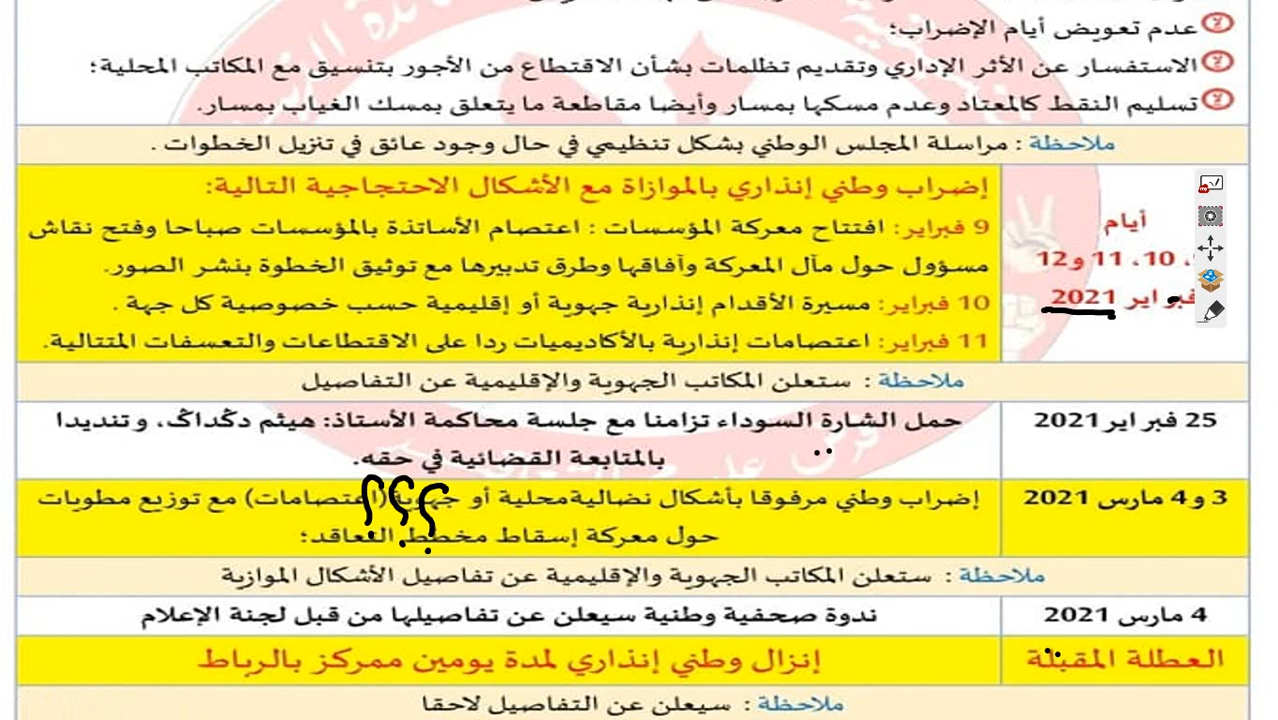 عدم تعويض أيام الإضراب؛
الاستفسار عن الأثر الإداري وتقديم تظلمات بشأن الاقتطاع من الأجور بتنسيق مع المكاتب المحلية؛
تسليم النقط كالمعتاد وعدم مسكها بمسار وأيضا مقاطعة ما يتعلق بمسك الغياب بمسار.
ملاحظة : مراسلة المجلس الوطني بشكل تنظيمي في حال وجود عائق في تنزيل الخطوات .
أيام
، 10، 11 و12
فبراير 2021
إضراب وطني إنذاري بالموازاة مع الأشكال الاحتجاجية التالية:
9 فبراير: افتتاح معركة المؤسسات : اعتصام الأساتذة بالمؤسسات صباحا وفتح نقاش
مسؤول حول مآل المعركة وآفاقها وطرق تدبيرها مع توثيق الخطوة بنشر الصور.
10 فبراير: مسيرة الأقدام إنذارية جهوية أو إقليمية حسب خصوصية كل جهة .
11 فبراير: اعتصامات إنذارية بالأكاديميات ردا على الاقتطاعات والتعسفات المتتالية.
ملاحظة : ستعلن المكاتب الجهوية والإقليمية عن التفاصيل
25 فبراير 2021
حمل الشارة السوداء تزامنا مع جلسة محاكمة الأستاذ: هيثم دكداك، وتنديدا
بالمتابعة القضائية في حقه.
3 و4 مارس 2021
إضراب وطني مرفوقا بأشكال نضالية محلية أو جهوية (اعتصامات) مع توزيع مطويات
؟؟؟
حول معركة إسقاط مخطط التعاقد؛
ملاحظة : ستعلن المكاتب الجهوية والإقليمية عن تفاصيل الأشكال الموازية
4 مارس 2021
ندوة صحفية وطنية سيعلن عن تفاصيلها من قبل لجنة الإعلام
العطلة المقبلة
إنزال وطني إنذاري لمدة يومين ممركز بالرباط
ملاحظة : سيعلن عن التفاصيل لاحقا